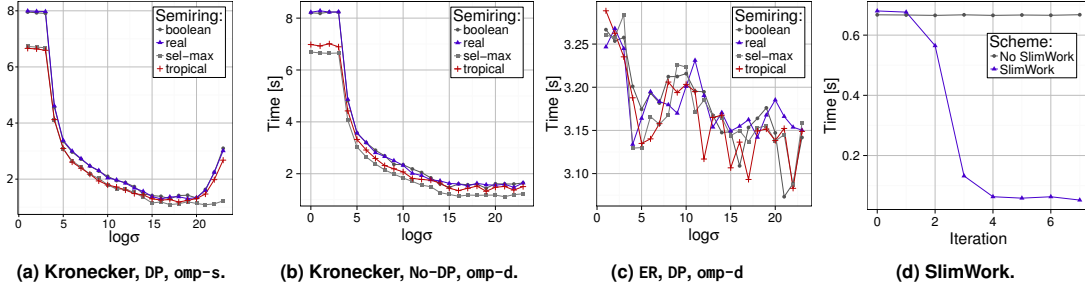 Semiring:
boolean
real
sel-max
tropical
8
6
4
2
0
5
10
15
20
logσ
(a) Kronecker, DP, omp-s.
Time [s]
Semiring:
boolean
real
sel-max
tropical
8
6
4
2
0
5
10
15
20
logσ
(b) Kronecker, No-DP, omp-d.
Time [s]
Semiring:
boolean
real
sel-max
tropical
3.25
3.20
3.15
3.10
0
5
10
15
20
logσ
(c) ER, DP, omp-d
Time [s]
Scheme:
No SlimWork
SlimWork
0.6
0.4
0.2
0
2
4
6
Iteration
(d) SlimWork.